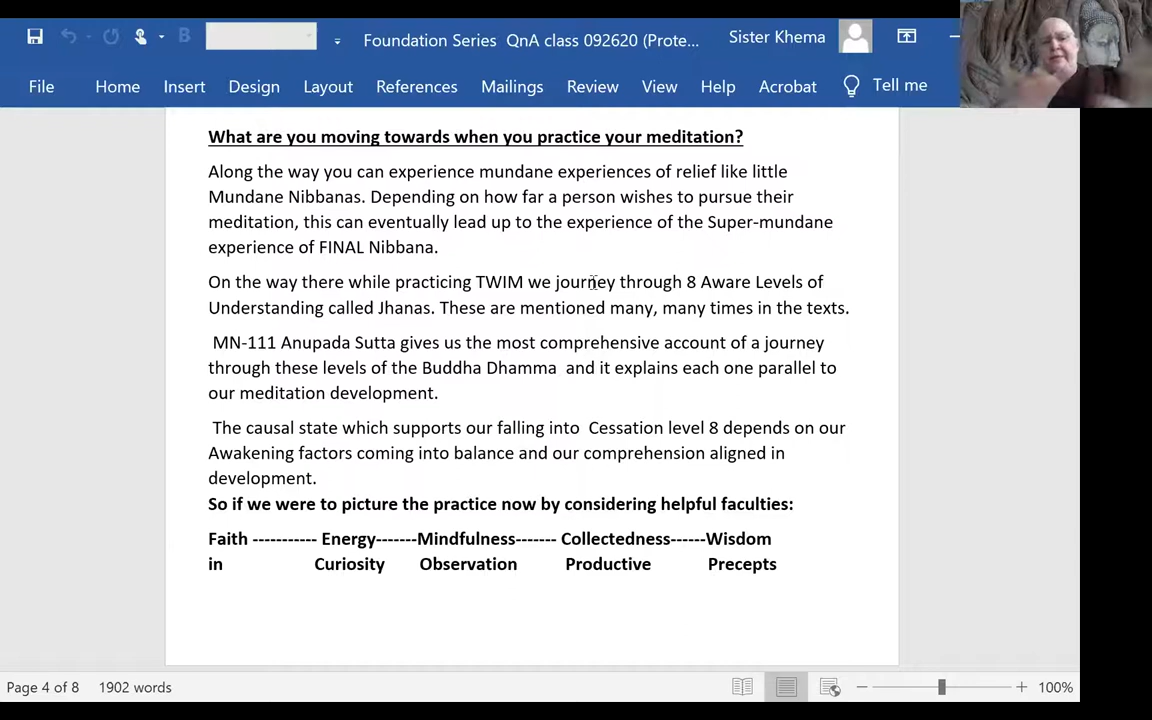 B
Foundation Series QnA class 092620 (Prote...
Sister Khema
File Home Insert Design Layout References Mailings Review View Help Acrobat Tell me
What are you moving towards when you practice your meditation?
Along the way you can experience mundane experiences of relief like little
Mundane Nibbanas. Depending on how far a person wishes to pursue their
meditation, this can eventually lead up to the experience of the Super-mundane
experience of FINAL Nibbana.
On the way there while practicing TWIM we journey through 8 Aware Levels of
Understanding called Jhanas. These are mentioned many, many times in the texts.
MN-111 Anupada Sutta gives us the most comprehensive account of a journey
through these levels of the Buddha Dhamma and it explains each one parallel to
our meditation development.
The causal state which supports our falling into Cessation level 8 depends on our
Awakening factors coming into balance and our comprehension aligned in
development.
So if we were to picture the practice now by considering helpful faculties:
Faith ----------- Energy-------Mindfulness------- Collectedness------Wisdom
in Curiosity Observation Productive Precepts
Page 4 of 8 1902 words 100%